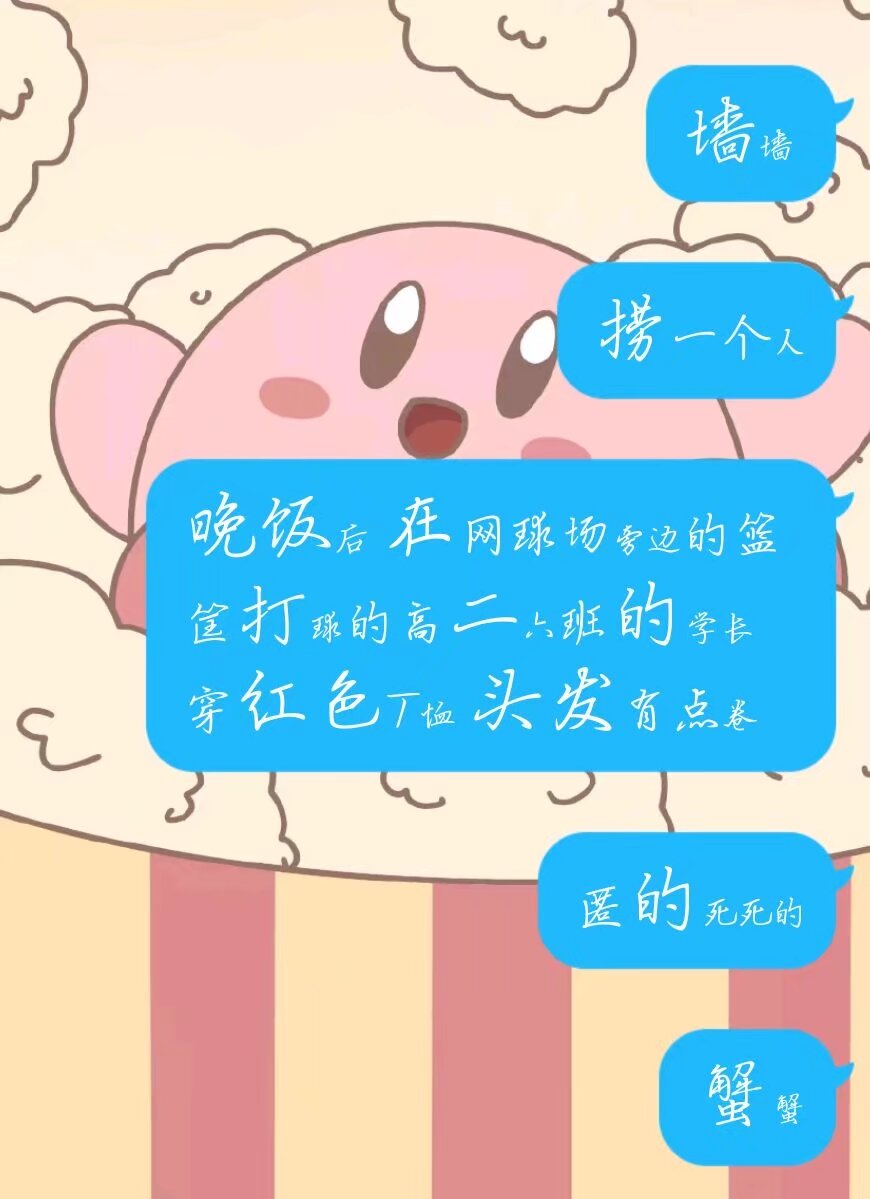 墙墙
捞一个人
晚饭后在网球场旁边的篮
筐打球的高二六班的学长
穿红色T恤头发有点卷
匿的死死的
蟹蟹